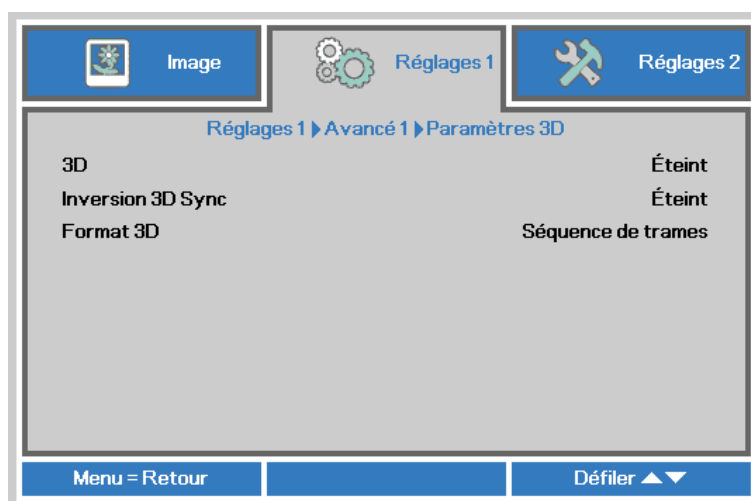 Image
Réglages 1
Réglages 2
Réglages 1 ▶ Avancé 1 ▶ Paramètres 3D
3D Éteint
Inversion 3D Sync Éteint
Format 3D Séquence de trames
Menu = Retour
Défiler ▲▼